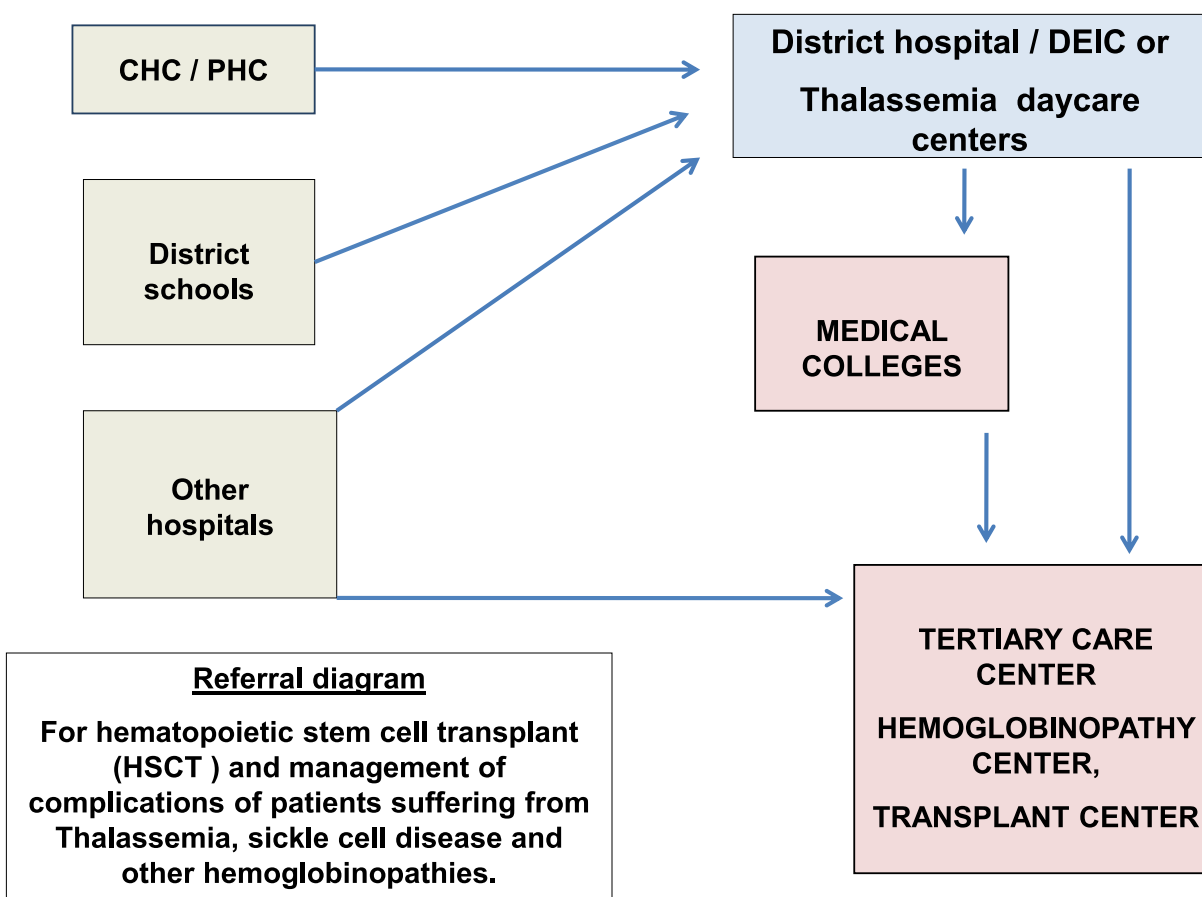 CHC / PHC
District hospital / DEIC or
Thalassemia daycare
centers
District
schools
MEDICAL
COLLEGES
Other
hospitals
TERTIARY CARE
CENTER
HEMOGLOBINOPATHY
CENTER,
TRANSPLANT CENTER
Referral diagram
For hematopoietic stem cell transplant
(HSCT ) and management of
complications of patients suffering from
Thalassemia, sickle cell disease and
other hemoglobinopathies.